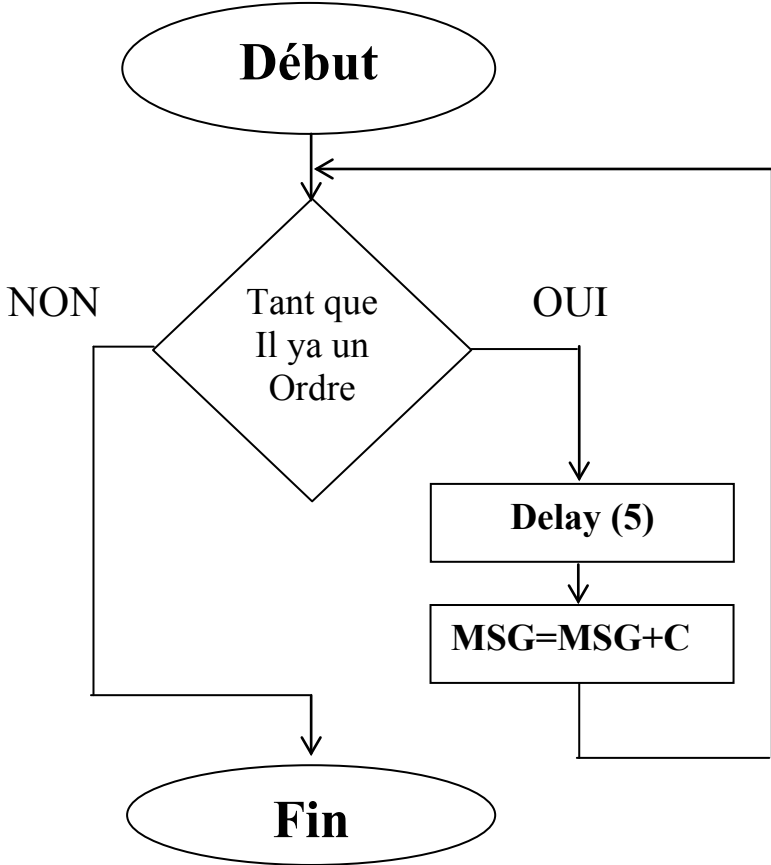 Début
NON
Tant que
Il ya un
Ordre
OUI
Delay (5)
MSG=MSG+C
Fin